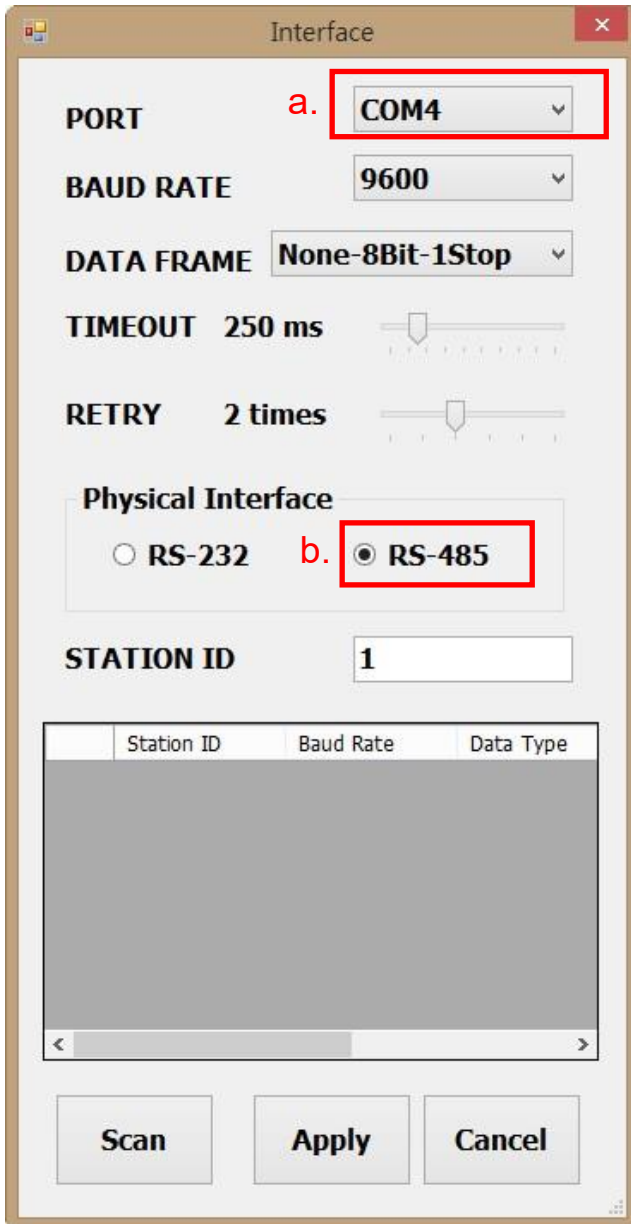 Interface
PORT a. COM4
BAUD RATE 9600
DATA FRAME None-8Bit-1Stop
TIMEOUT 250 ms
RETRY 2 times
Physical Interface
RS-232 b. RS-485
STATION ID 1
Station ID Baud Rate Data Type
Scan Apply Cancel